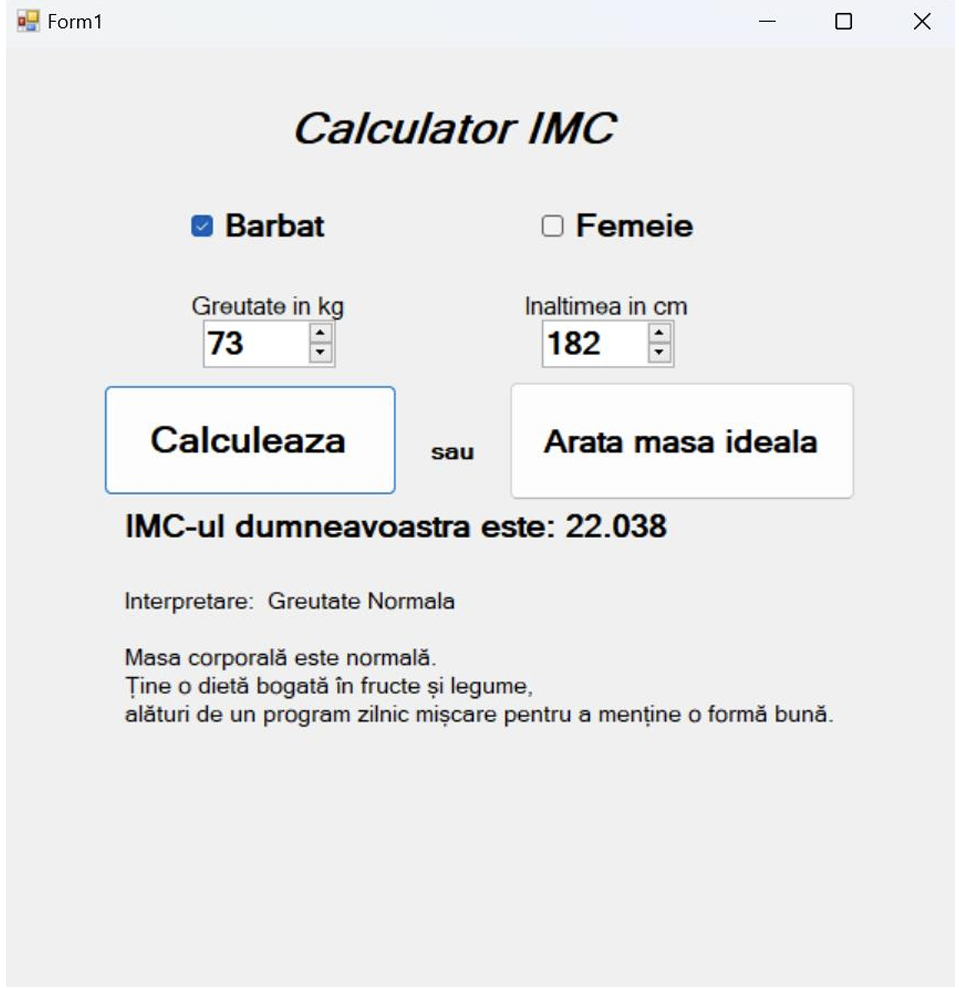 Form1
Calculator IMC
Barbat Femeie
Greutate in kg Inaltimea in cm
73 182
Calculeaza sau Arata masa ideala
IMC-ul dumneavoastra este: 22.038
Interpretare: Greutate Normala
Masa corporală este normală.
Ține o dietă bogată în fructe și legume,
alături de un program zilnic mișcare pentru a menține o formă bună.